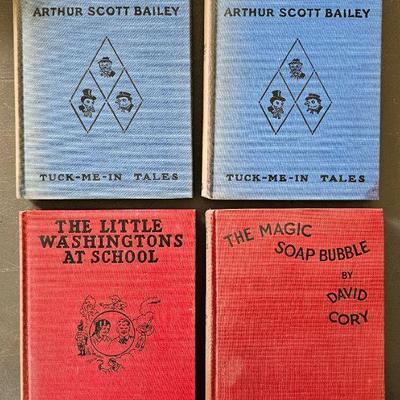 ARTHUR SCOTT BAILEY
TUCK-ME-IN TALES
ARTHUR SCOTT BAILEY
TUCK-ME-IN TALES
THE LITTLE
WASHINGTONS
AT SCHOOL
THE MAGIC
SOAP BUBBLE
BY
DAVID
CORY